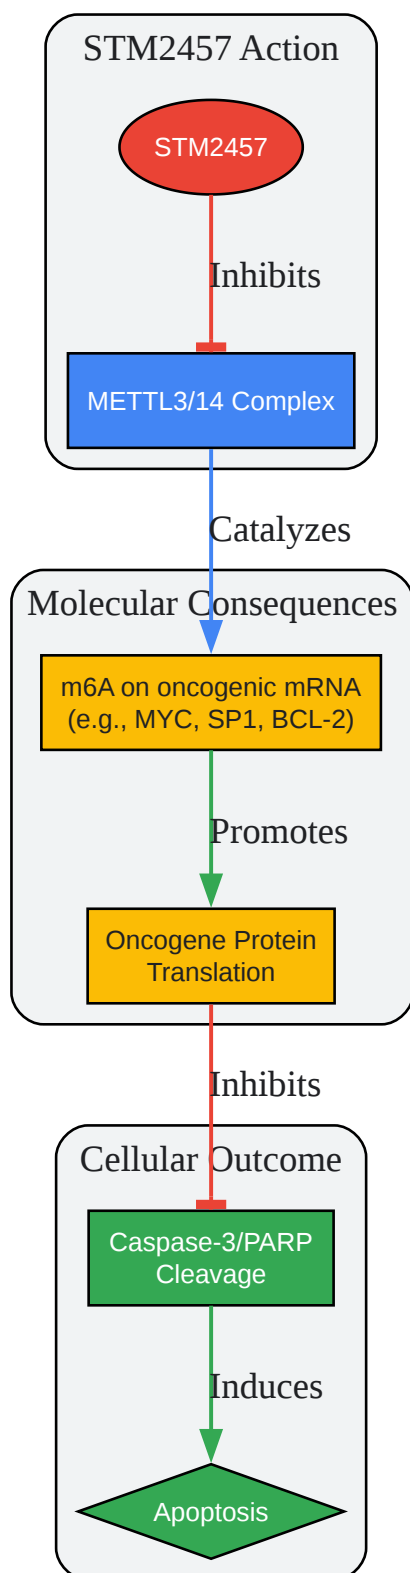 STM2457 Action
STM2457
Inhibits
METTL3/14 Complex
Catalyzes
Molecular Consequences
m6A on oncogenic mRNA
(e.g., MYC, SP1, BCL-2)
Promotes
Oncogene Protein
Translation
Inhibits
Cellular Outcome
Caspase-3/PARP
Cleavage
Induces
Apoptosis